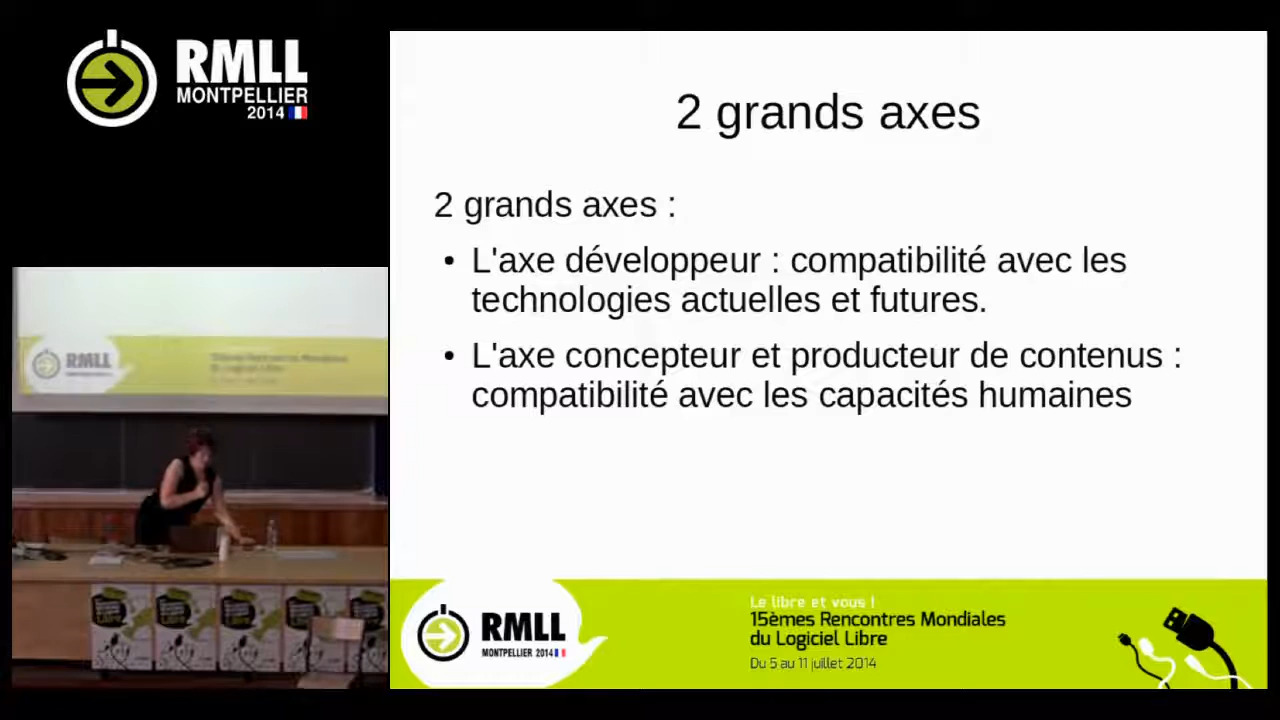 RMLL
MONTPELLIER
2014
2 grands axes
2 grands axes :
• L'axe développeur : compatibilité avec les
technologies actuelles et futures.
• L'axe concepteur et producteur de contenus :
compatibilité avec les capacités humaines
RMLL
RMLL
MONTPELLIER 2014
Le libre et vous !
15èmes Rencontres Mondiales
du Logiciel Libre
Du 5 au 11 juillet 2014